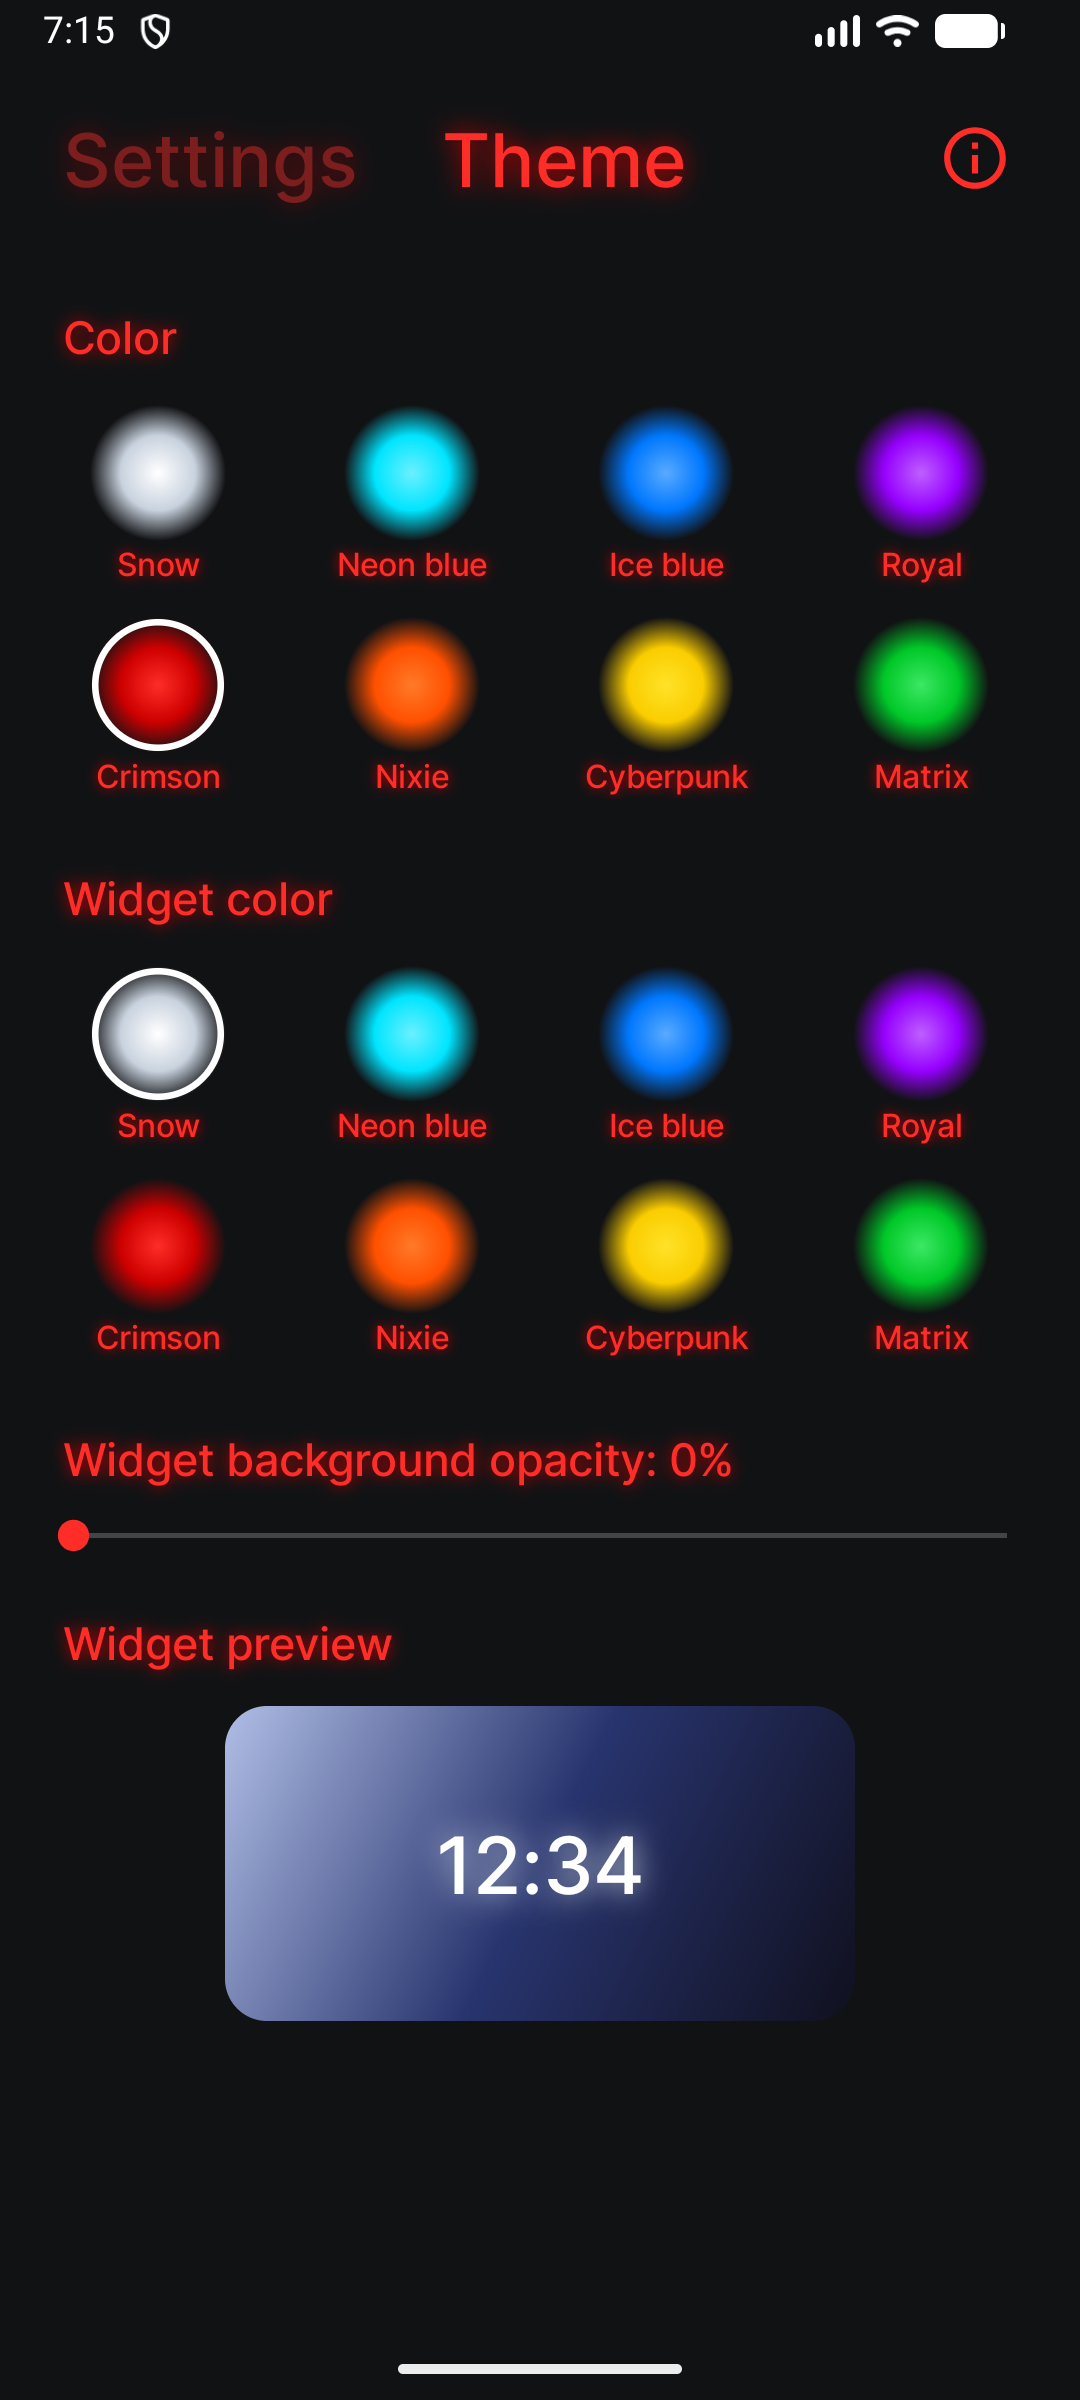 7:15
Settings Theme
Color
Snow Neon blue Ice blue Royal
Crimson Nixie Cyberpunk Matrix
Widget color
Snow Neon blue Ice blue Royal
Crimson Nixie Cyberpunk Matrix
Widget background opacity: 0%
Widget preview
12:34